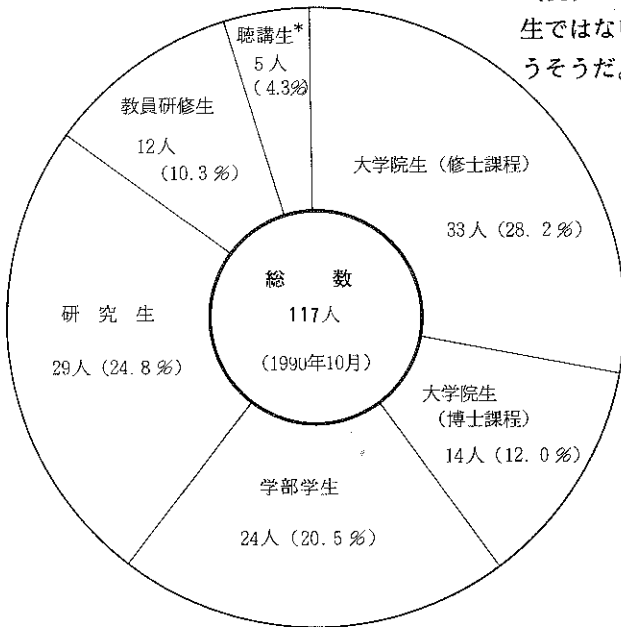 生ではな
うそうだ。
聴講生*
5人
(4.3%)
教員研修生
12人
(10.3%)
大学院生（修士課程）
33人（28.2%）
総　数
117人
(1990年10月)
研　究　生
29人（24.8%）
大学院生
（博士課程）
14人（12.0%）
学部学生
24人（20.5%）